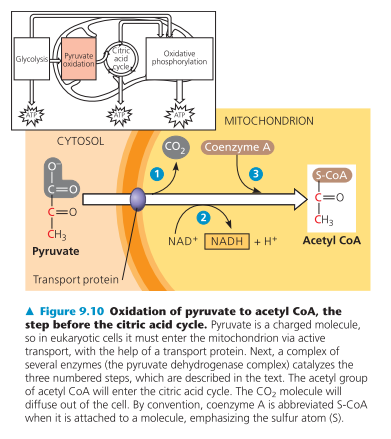 Glycolysis
Pyruvate
oxidation
Citric
acid
cycle
Oxidative
phosphorylation
ATP
ATP
ATP
MITOCHONDRION
CYTOSOL
CO2
Coenzyme A
1
3
O–
C=O
C=O
CH3
Pyruvate
S-CoA
C=O
CH3
Acetyl CoA
2
NAD+ NADH + H+
Transport protein
▲ Figure 9.10 Oxidation of pyruvate to acetyl CoA, the
step before the citric acid cycle. Pyruvate is a charged molecule,
so in eukaryotic cells it must enter the mitochondrion via active
transport, with the help of a transport protein. Next, a complex of
several enzymes (the pyruvate dehydrogenase complex) catalyzes the
three numbered steps, which are described in the text. The acetyl group
of acetyl CoA will enter the citric acid cycle. The CO2 molecule will
diffuse out of the cell. By convention, coenzyme A is abbreviated S-CoA
when it is attached to a molecule, emphasizing the sulfur atom (S).